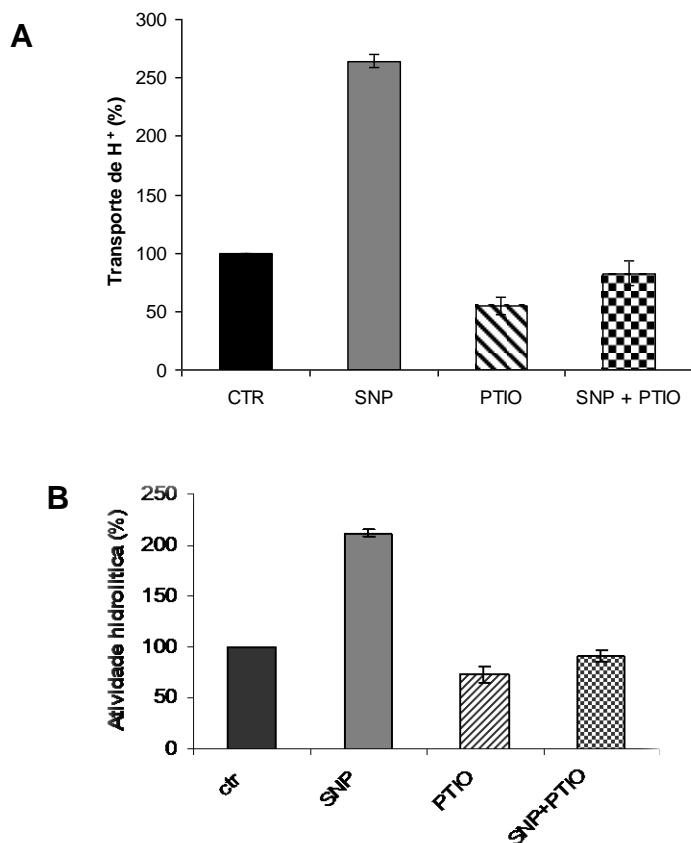 A
Transporte de H + (%)
300
250
200
150
100
50
0
CTR
SNP
PTIO
SNP + PTIO
B
Atividade hidrolítica (%)
250
200
150
100
50
0
ctr
SNP
PTIO
SNP+PTIO